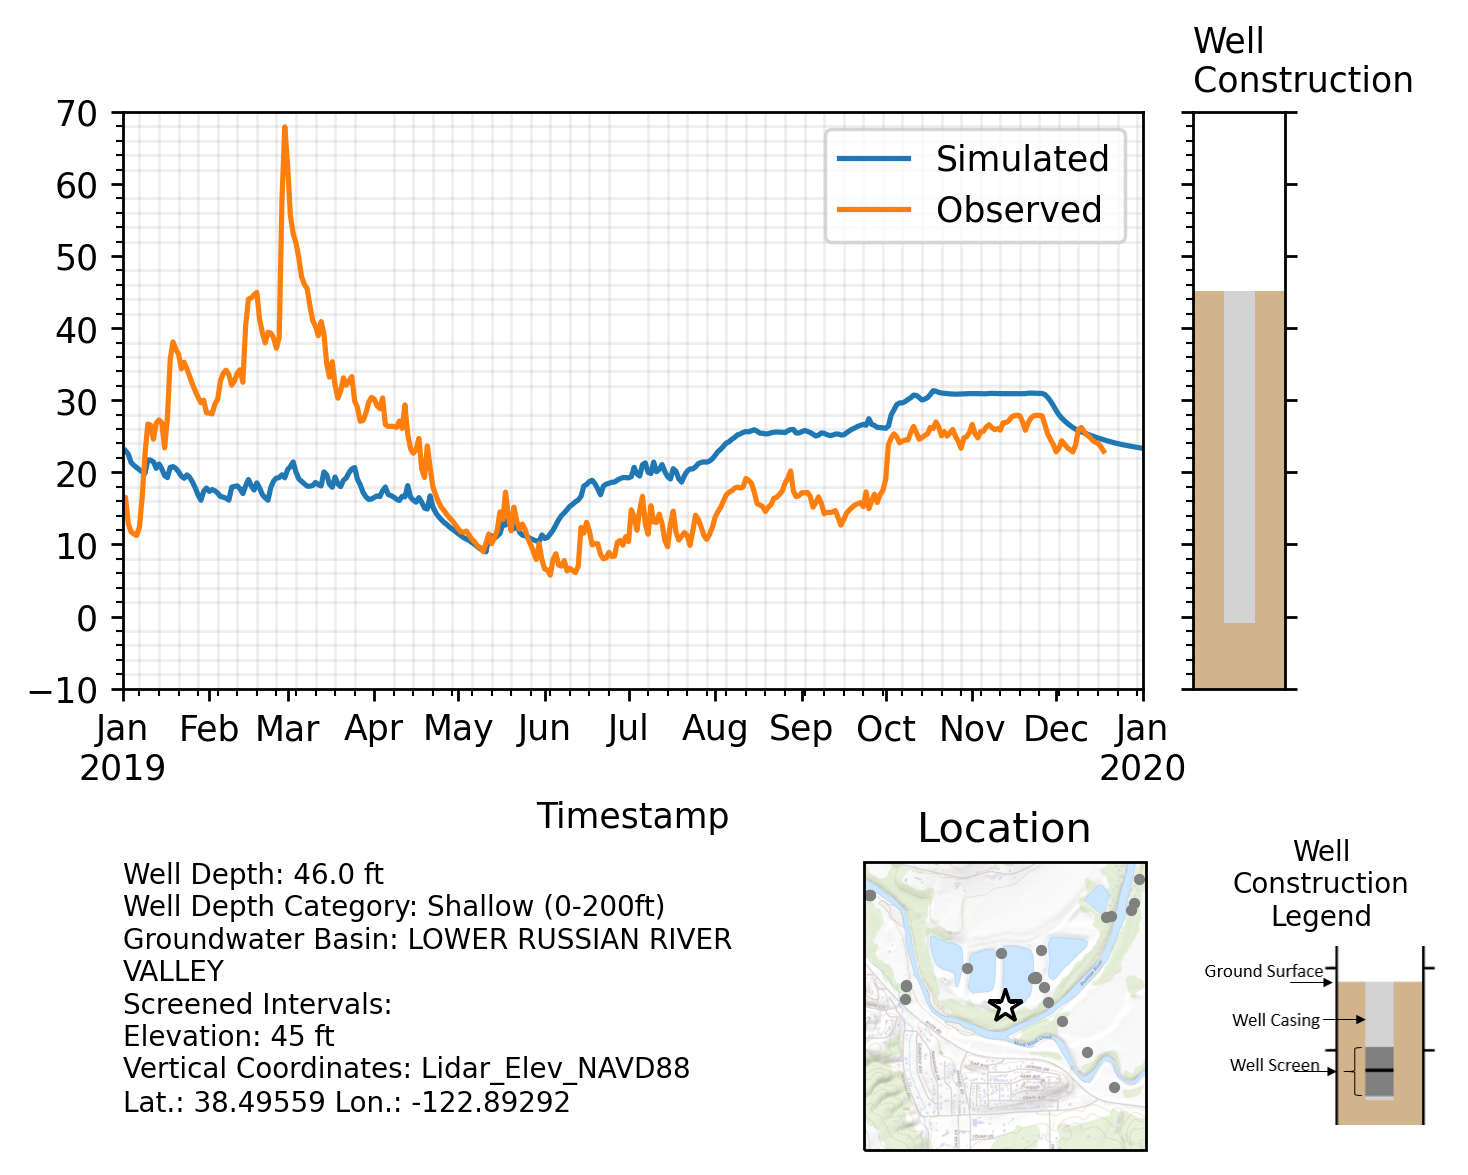 Well
Construction
70
60
50
40
30
20
10
0
−10
Simulated
Observed
Jan Feb Mar Apr May Jun Jul Aug Sep Oct Nov Dec Jan
2019 2020
Timestamp
Well Depth: 46.0 ft
Well Depth Category: Shallow (0-200ft)
Groundwater Basin: LOWER RUSSIAN RIVER
VALLEY
Screened Intervals:
Elevation: 45 ft
Vertical Coordinates: Lidar_Elev_NAVD88
Lat.: 38.49559 Lon.: -122.89292
Location
Well
Construction
Legend
Ground Surface
Well Casing
Well Screen